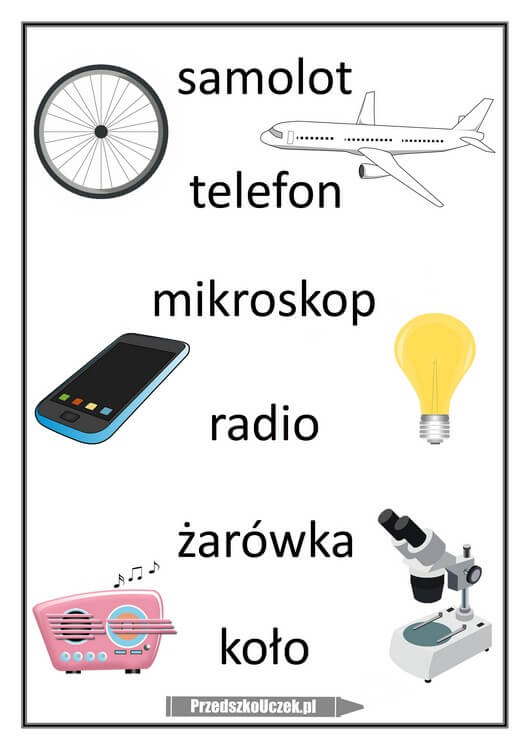 samolot
telefon
mikroskop
radio
żarówka
koło
PrzedszkoUczek.pl